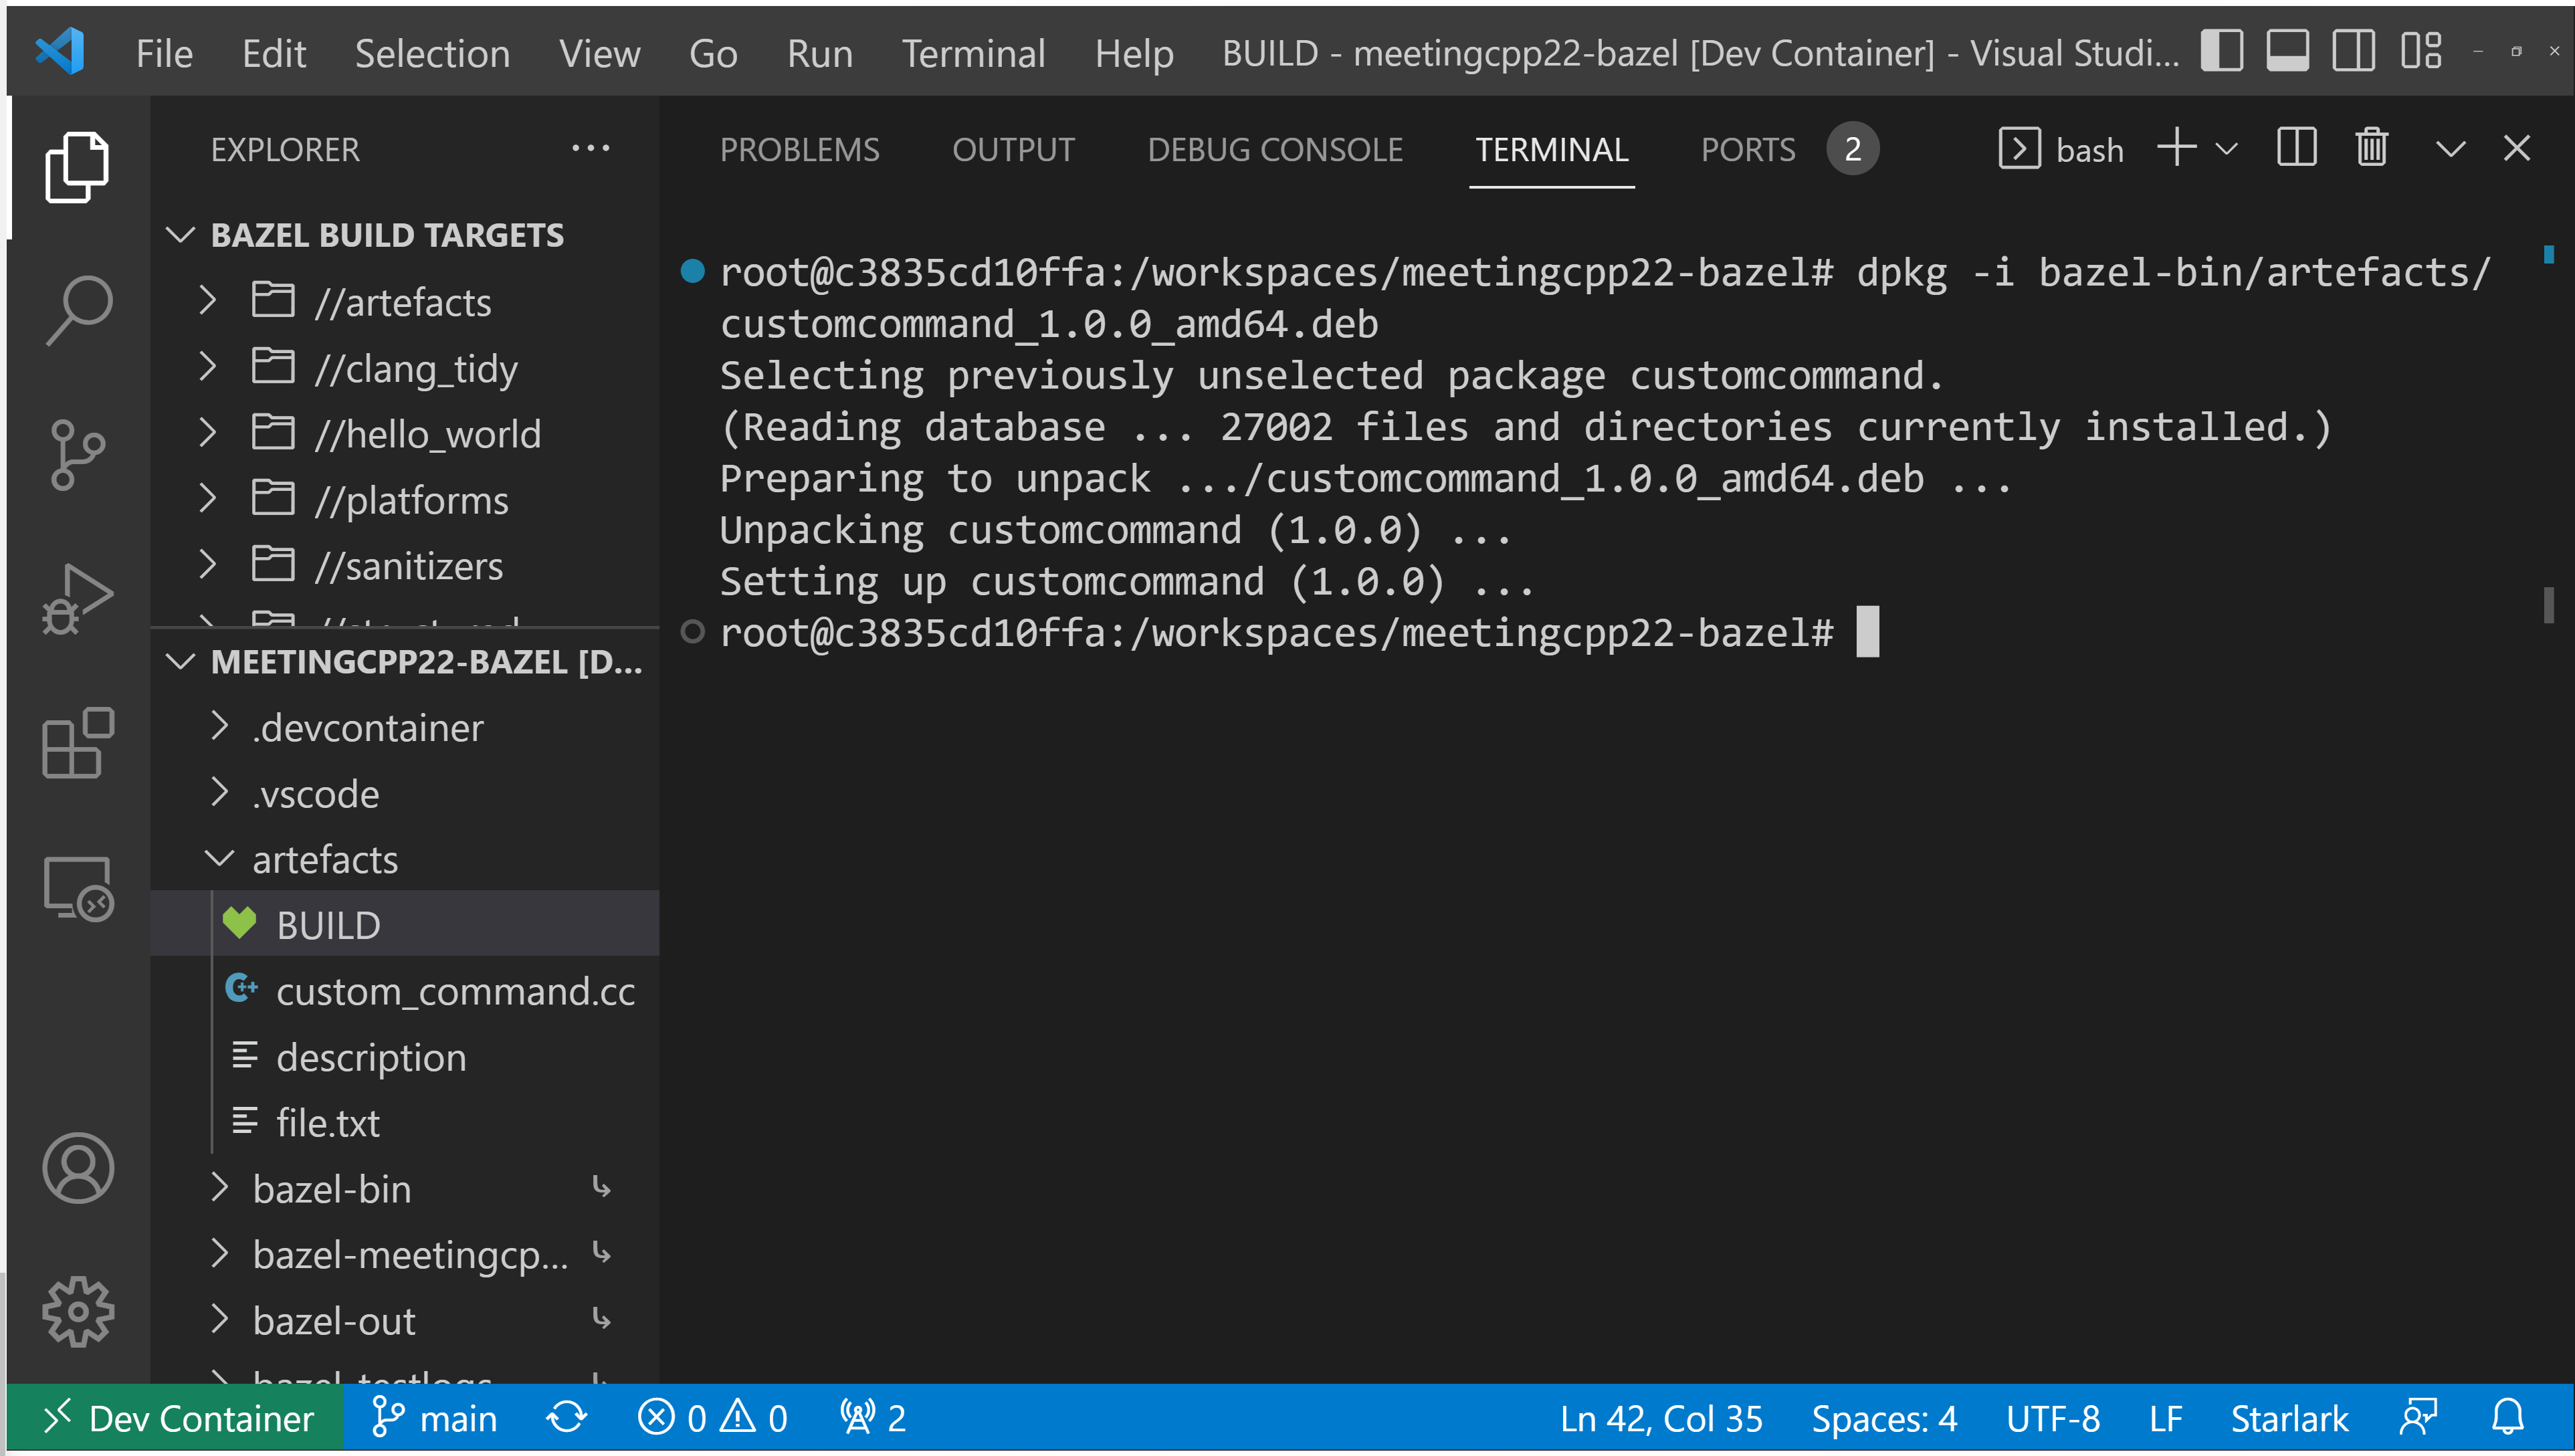 File Edit Selection View Go Run Terminal Help BUILD - meetingcpp22-bazel [Dev Container] - Visual Studi...
EXPLORER
BAZEL BUILD TARGETS
//artefacts
//clang_tidy
//hello_world
//platforms
//sanitizers
MEETINGCPP22-BAZEL [D...
.devcontainer
.vscode
artefacts
BUILD
custom_command.cc
description
file.txt
bazel-bin
bazel-meetingcp...
bazel-out
bazel-testlogs
PROBLEMS OUTPUT DEBUG CONSOLE TERMINAL PORTS 2 bash
root@c3835cd10ffa:/workspaces/meetingcpp22-bazel# dpkg -i bazel-bin/artefacts/
customcommand_1.0.0_amd64.deb
Selecting previously unselected package customcommand.
(Reading database ... 27002 files and directories currently installed.)
Preparing to unpack .../customcommand_1.0.0_amd64.deb ...
Unpacking customcommand (1.0.0) ...
Setting up customcommand (1.0.0) ...
root@c3835cd10ffa:/workspaces/meetingcpp22-bazel#
Dev Container main 0 0 2 Ln 42, Col 35 Spaces: 4 UTF-8 LF Starlark